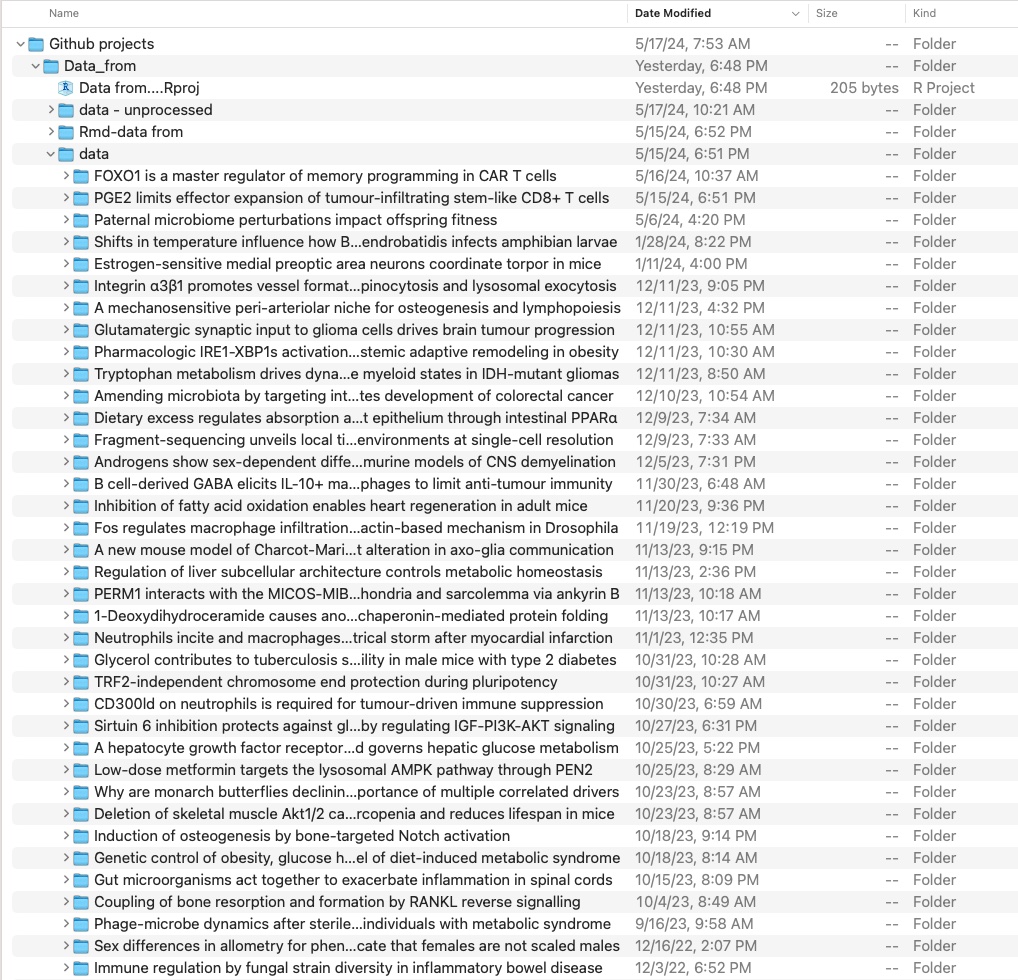 Name Date Modified Size Kind
Github projects 5/17/24, 7:53 AM -- Folder
Data_from Yesterday, 6:48 PM -- Folder
Data from....Rproj Yesterday, 6:48 PM 205 bytes R Project
data - unprocessed 5/17/24, 10:21 AM -- Folder
Rmd-data from 5/15/24, 6:52 PM -- Folder
data 5/15/24, 6:51 PM -- Folder
FOXO1 is a master regulator of memory programming in CAR T cells 5/16/24, 10:37 AM -- Folder
PGE2 limits effector expansion of tumour-infiltrating stem-like CD8+ T cells 5/15/24, 6:51 PM -- Folder
Paternal microbiome perturbations impact offspring fitness 5/6/24, 4:20 PM -- Folder
Shifts in temperature influence how B...endrobatidis infects amphibian larvae 1/28/24, 8:22 PM -- Folder
Estrogen-sensitive medial preoptic area neurons coordinate torpor in mice 1/11/24, 4:00 PM -- Folder
Integrin α3β1 promotes vessel format...pinocytosis and lysosomal exocytosis 12/11/23, 9:05 PM -- Folder
A mechanosensitive peri-arteriolar niche for osteogenesis and lymphopoiesis 12/11/23, 4:32 PM -- Folder
Glutamatergic synaptic input to glioma cells drives brain tumour progression 12/11/23, 10:55 AM -- Folder
Pharmacologic IRE1-XBP1s activation...stemic adaptive remodeling in obesity 12/11/23, 10:30 AM -- Folder
Tryptophan metabolism drives dyna...e myeloid states in IDH-mutant gliomas 12/11/23, 8:50 AM -- Folder
Amending microbiota by targeting int...tes development of colorectal cancer 12/10/23, 10:54 AM -- Folder
Dietary excess regulates absorption a...t epithelium through intestinal PPARα 12/9/23, 7:34 AM -- Folder
Fragment-sequencing unveils local ti...environments at single-cell resolution 12/9/23, 7:33 AM -- Folder
Androgens show sex-dependent diffe...murine models of CNS demyelination 12/5/23, 7:31 PM -- Folder
B cell-derived GABA elicits IL-10+ ma...phages to limit anti-tumour immunity 11/30/23, 6:48 AM -- Folder
Inhibition of fatty acid oxidation enables heart regeneration in adult mice 11/20/23, 9:36 PM -- Folder
Fos regulates macrophage infiltration...actin-based mechanism in Drosophila 11/19/23, 12:19 PM -- Folder
A new mouse model of Charcot-Mari...t alteration in axo-glia communication 11/13/23, 9:15 PM -- Folder
Regulation of liver subcellular architecture controls metabolic homeostasis 11/13/23, 2:36 PM -- Folder
PERM1 interacts with the MICOS-MIB...hondria and sarcolemma via ankyrin B 11/13/23, 10:18 AM -- Folder
1-Deoxydihydroceramide causes ano...chaperonin-mediated protein folding 11/13/23, 10:17 AM -- Folder
Neutrophils incite and macrophages...trical storm after myocardial infarction 11/1/23, 12:35 PM -- Folder
Glycerol contributes to tuberculosis s...ility in male mice with type 2 diabetes 10/31/23, 10:28 AM -- Folder
TRF2-independent chromosome end protection during pluripotency 10/31/23, 10:27 AM -- Folder
CD300ld on neutrophils is required for tumour-driven immune suppression 10/30/23, 6:59 AM -- Folder
Sirtuin 6 inhibition protects against gl...by regulating IGF-PI3K-AKT signaling 10/27/23, 6:31 PM -- Folder
A hepatocyte growth factor receptor...d governs hepatic glucose metabolism 10/25/23, 5:22 PM -- Folder
Low-dose metformin targets the lysosomal AMPK pathway through PEN2 10/25/23, 8:29 AM -- Folder
Why are monarch butterflies declinin...portance of multiple correlated drivers 10/23/23, 8:57 AM -- Folder
Deletion of skeletal muscle Akt1/2 ca...rcopenia and reduces lifespan in mice 10/23/23, 8:57 AM -- Folder
Induction of osteogenesis by bone-targeted Notch activation 10/18/23, 9:14 PM -- Folder
Genetic control of obesity, glucose h...el of diet-induced metabolic syndrome 10/18/23, 8:14 AM -- Folder
Gut microorganisms act together to exacerbate inflammation in spinal cords 10/15/23, 8:09 PM -- Folder
Coupling of bone resorption and formation by RANKL reverse signalling 10/4/23, 8:49 AM -- Folder
Phage-microbe dynamics after sterile...individuals with metabolic syndrome 9/16/23, 9:58 AM -- Folder
Sex differences in allometry for phen...cate that females are not scaled males 12/16/22, 2:07 PM -- Folder
Immune regulation by fungal strain diversity in inflammatory bowel disease 12/3/22, 6:52 PM -- Folder